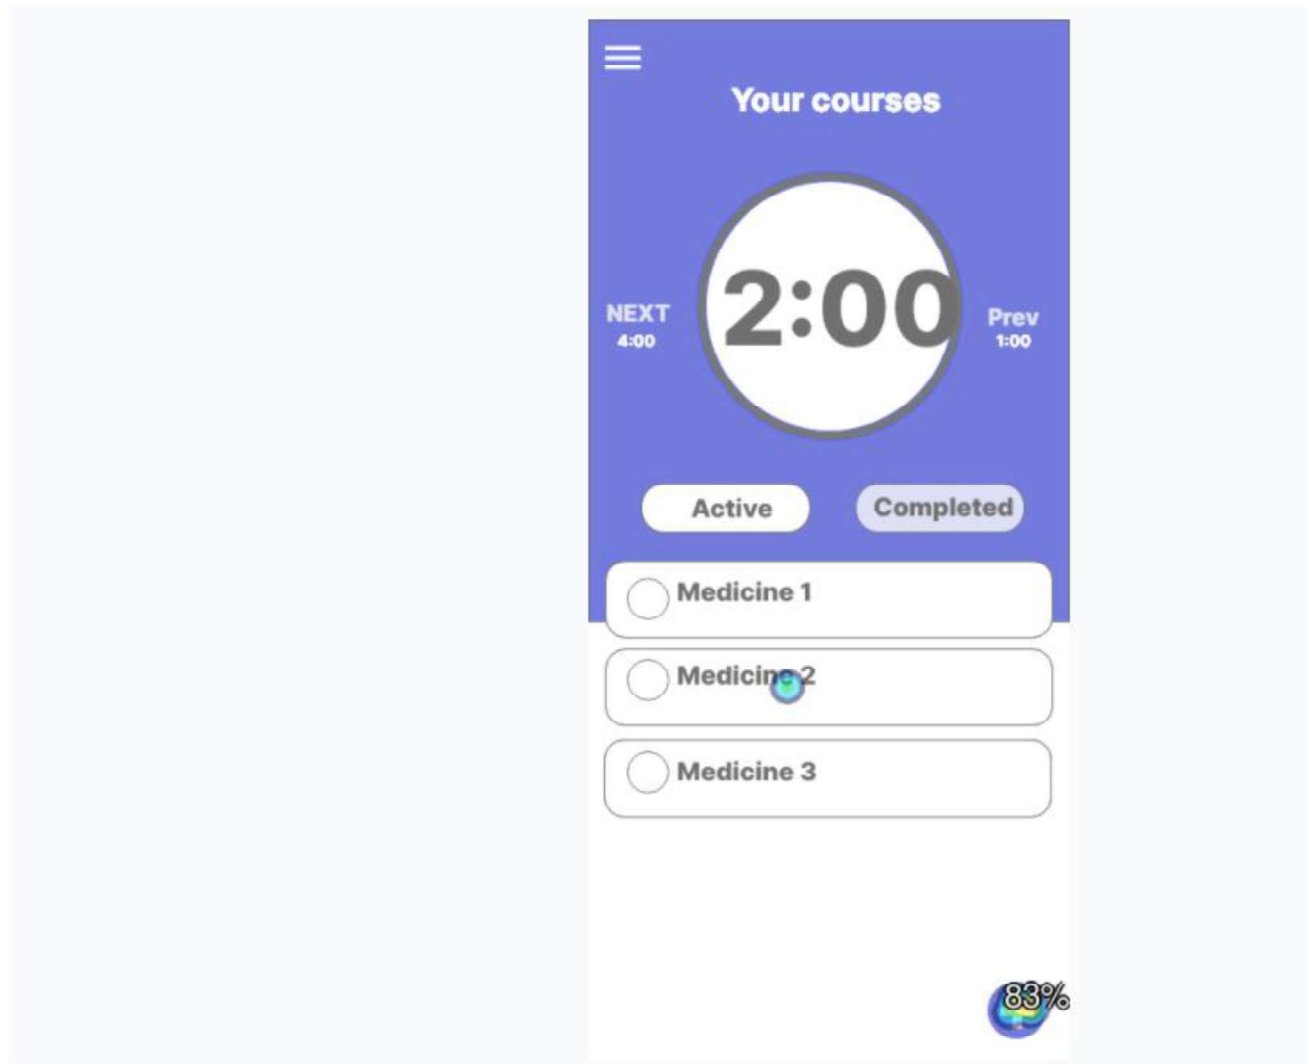 Your courses
2:00
NEXT
4:00
Prev
1:00
Active
Completed
Medicine 1
Medicine 2
Medicine 3
83%